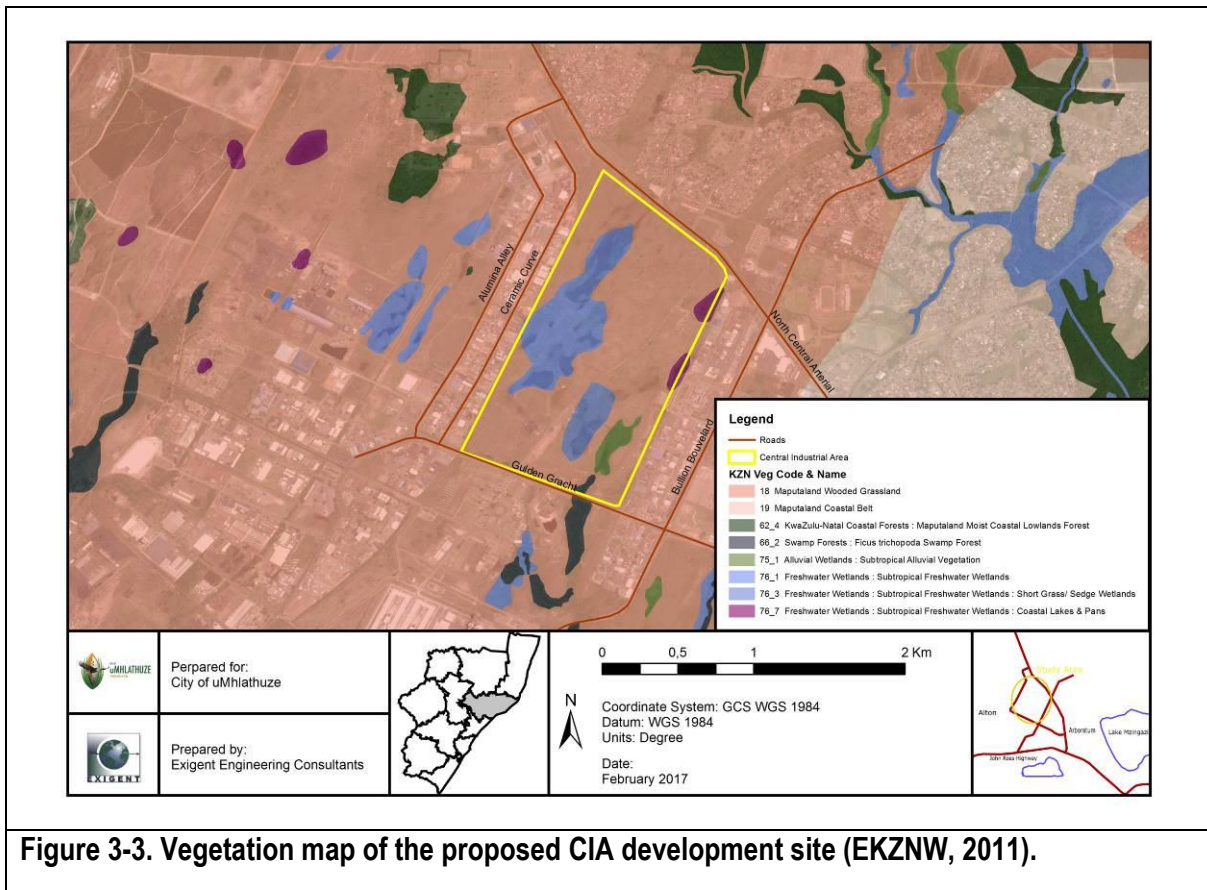 Alumina Alley
Ceramic Curve
North Central Arterial
Bullion Bouvelard
Gulden Gracht
Legend
Roads
Central Industrial Area
KZN Veg Code & Name
18 Maputaland Wooded Grassland
19 Maputaland Coastal Belt
62_4 KwaZulu-Natal Coastal Forests : Maputaland Moist Coastal Lowlands Forest
66_2 Swamp Forests : Ficus trichopoda Swamp Forest
75_1 Alluvial Wetlands : Subtropical Alluvial Vegetation
76_1 Freshwater Wetlands : Subtropical Freshwater Wetlands
76_3 Freshwater Wetlands : Subtropical Freshwater Wetlands : Short Grass/ Sedge Wetlands
76_7 Freshwater Wetlands : Subtropical Freshwater Wetlands : Coastal Lakes & Pans
uMHLATHUZE
Perpared for:
City of uMhlathuze
EXIGENT
Prepared by:
Exigent Engineering Consultants
0 0,5 1 2 Km
N
Coordinate System: GCS WGS 1984
Datum: WGS 1984
Units: Degree
Date:
February 2017
Study Area
Alton
Arboretum
Lake Mzingazi
John Ross Highway
Figure 3-3. Vegetation map of the proposed CIA development site (EKZNW, 2011).